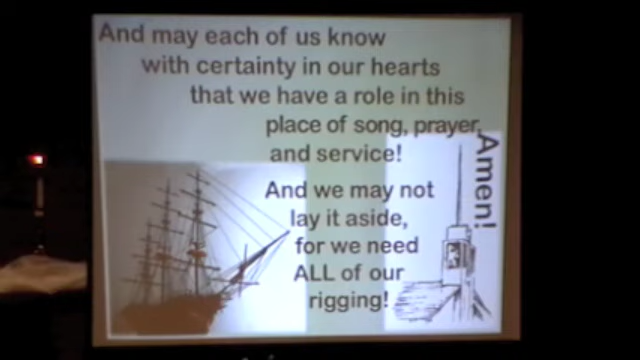 And may each of us know
with certainty in our hearts
that we have a role in this
place of song, prayer,
and service!
Amen!
And we may not
lay it aside,
for we need
ALL of our
rigging!